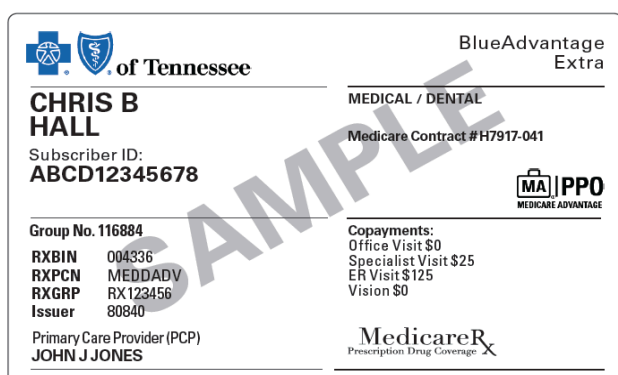 of Tennessee
BlueAdvantage
Extra
CHRIS B
HALL
Subscriber ID:
ABCD12345678
MEDICAL / DENTAL
Medicare Contract #H7917-041
MA PPO
MEDICARE ADVANTAGE
SAMPLE
Group No. 116884
RXBIN 004336
RXPCN MEDDADV
RXGRP RX123456
Issuer 80840
Primary Care Provider (PCP)
JOHN J JONES
Copayments:
Office Visit $0
Specialist Visit $25
ER Visit $125
Vision $0
MedicareRx
Prescription Drug Coverage